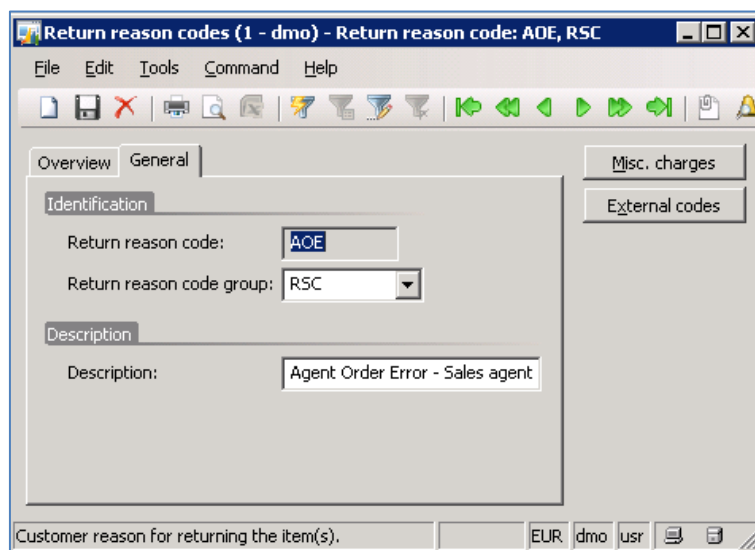 Return reason codes (1 - dmo) - Return reason code: AOE, RSC
File Edit Tools Command Help
Overview General
Misc. charges
External codes
Identification
Return reason code: AOE
Return reason code group: RSC
Description
Description: Agent Order Error - Sales agent
Customer reason for returning the item(s). EUR dmo usr